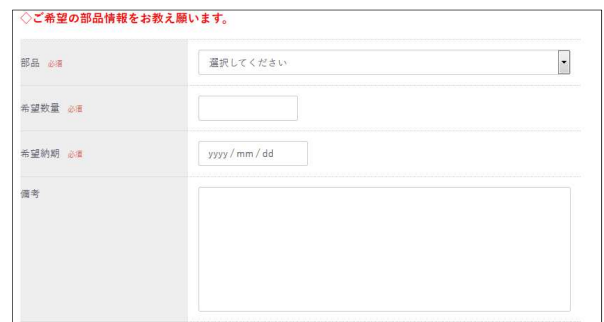 ◇ご希望の部品情報をお教え願います。
部品 必須 選択してください
希望数量 必須
希望納期 必須 yyyy / mm / dd
備考